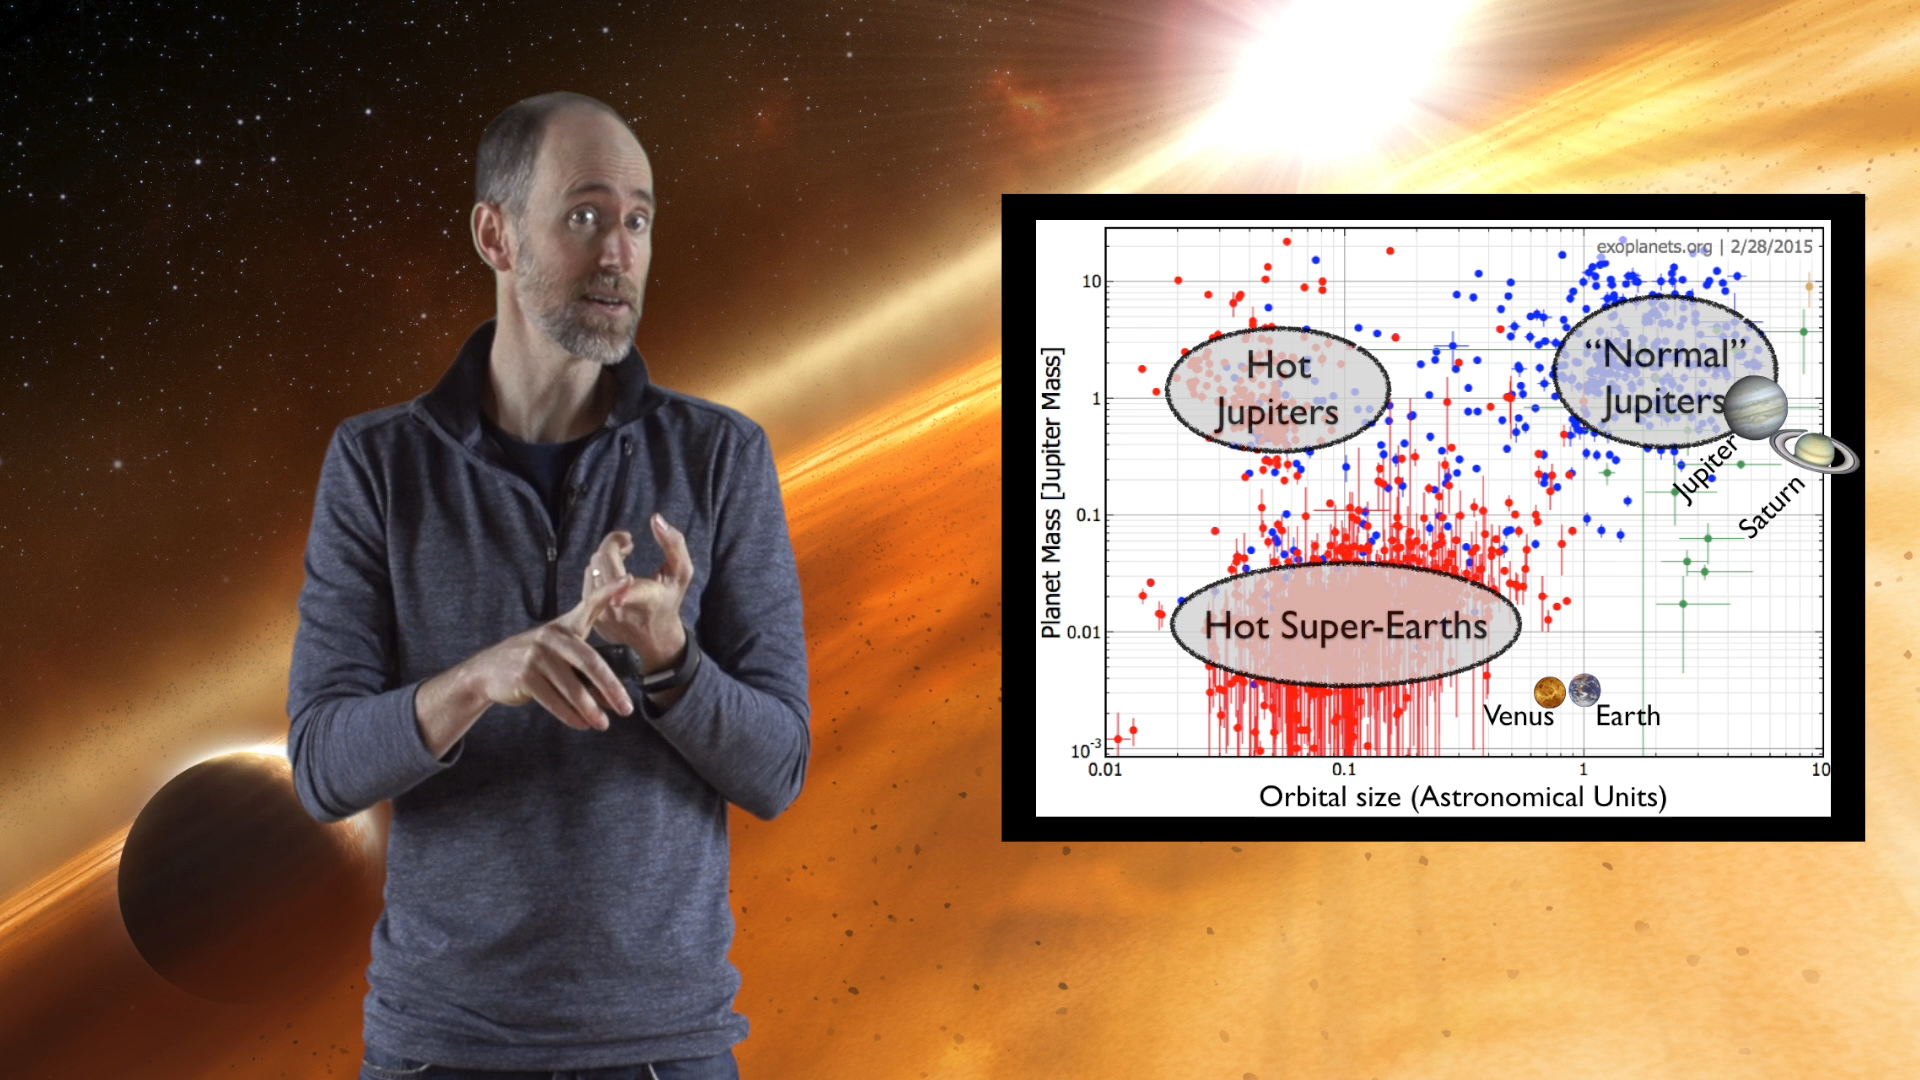 exoplanets.org | 2/28/2015
10
1
0.1
0.01
10-3
Planet Mass [Jupiter Mass]
Hot
Jupiters
“Normal”
Jupiters
Jupiter
Saturn
Hot Super-Earths
Venus
Earth
0.01
0.1
1
10
Orbital size (Astronomical Units)